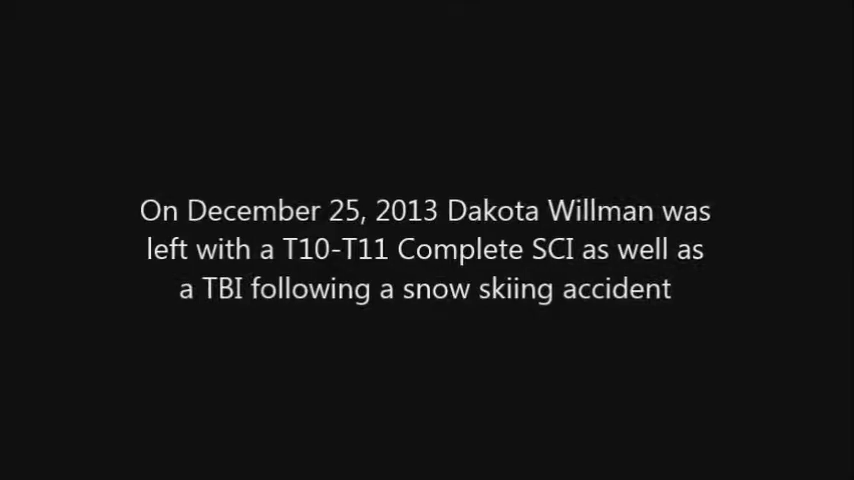 On December 25, 2013 Dakota Willman was
left with a T10-T11 Complete SCI as well as
a TBI following a snow skiing accident